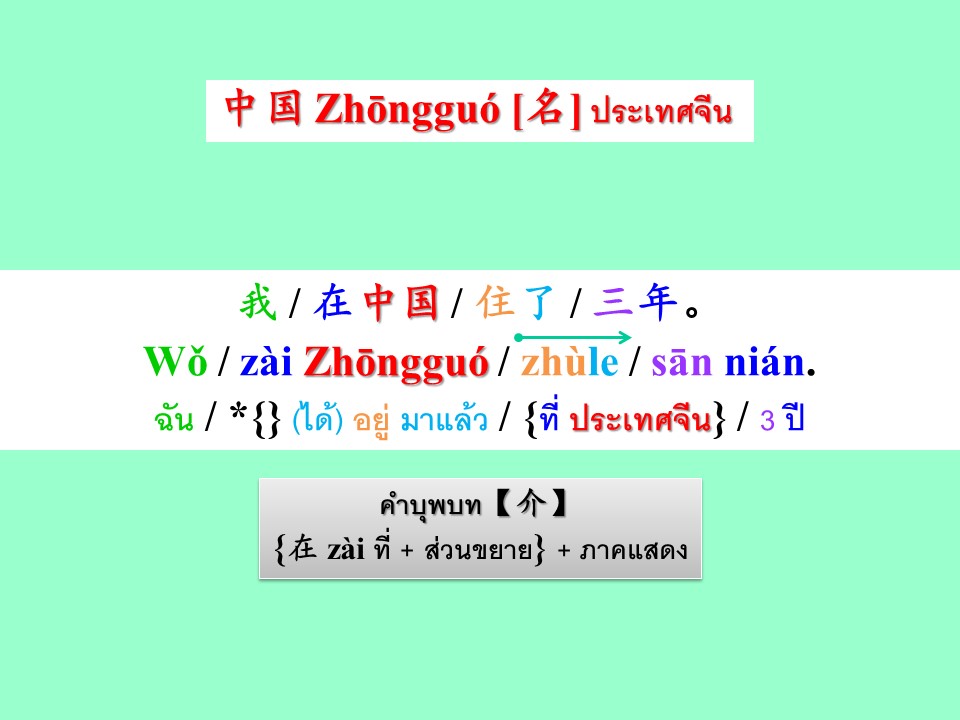 中国 Zhōngguó [名] ประเทศจีน
我 / 在中国 / 住了 / 三年。
Wǒ / zài Zhōngguó / zhùle / sān nián.
ฉัน / *{} (ได้) อยู่ มาแล้ว / {ที่ ประเทศจีน} / 3 ปี
คำบุพบท【介】
{在 zài ที่ + ส่วนขยาย} + ภาคแสดง